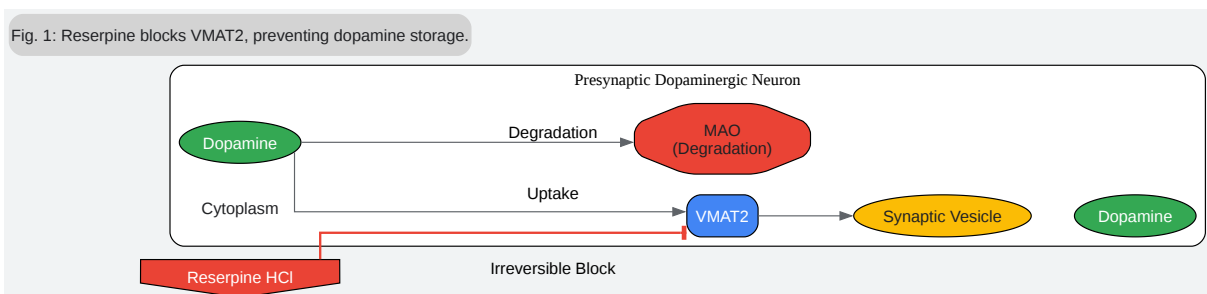 Fig. 1: Reserpine blocks VMAT2, preventing dopamine storage.
Presynaptic Dopaminergic Neuron
Dopamine
Degradation
MAO
(Degradation)
Cytoplasm
Uptake
VMAT2
Synaptic Vesicle
Dopamine
Reserpine HCl
Irreversible Block